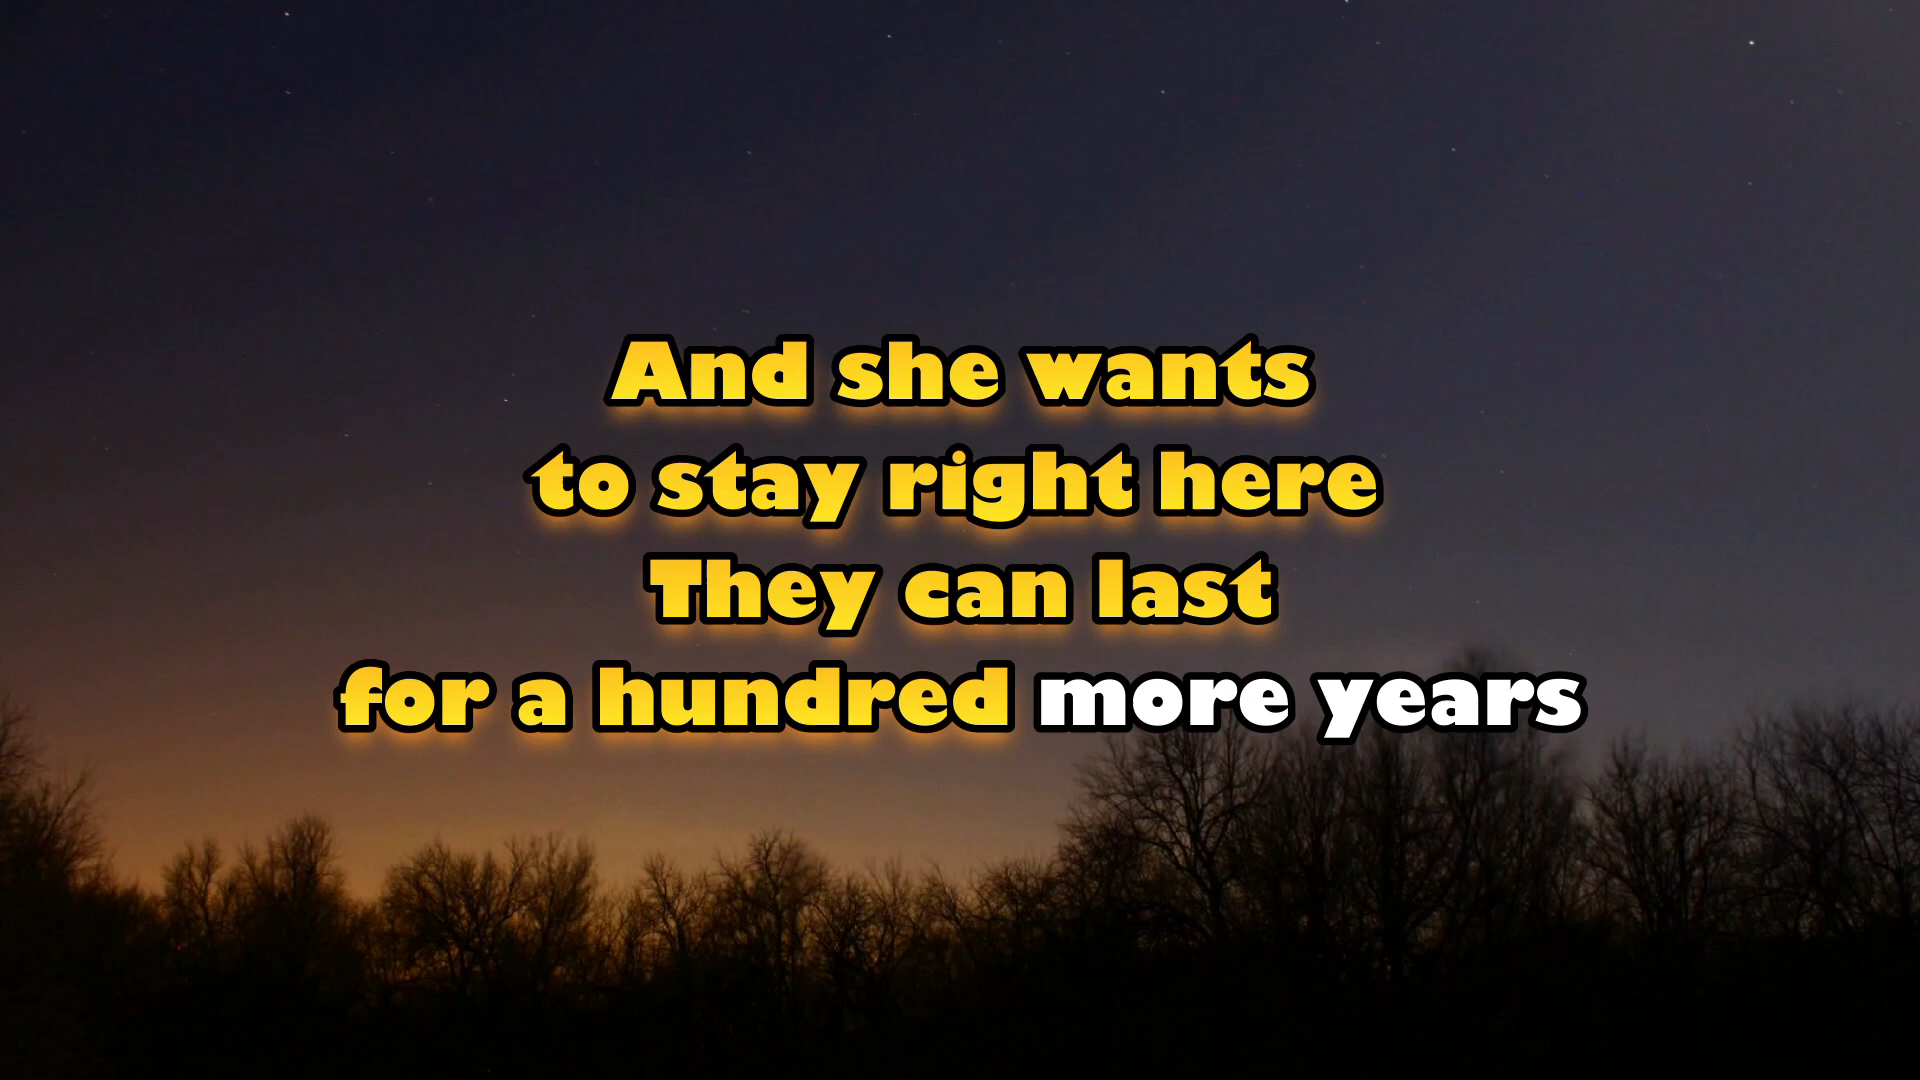 And she wants
to stay right here
They can last
for a hundred more years